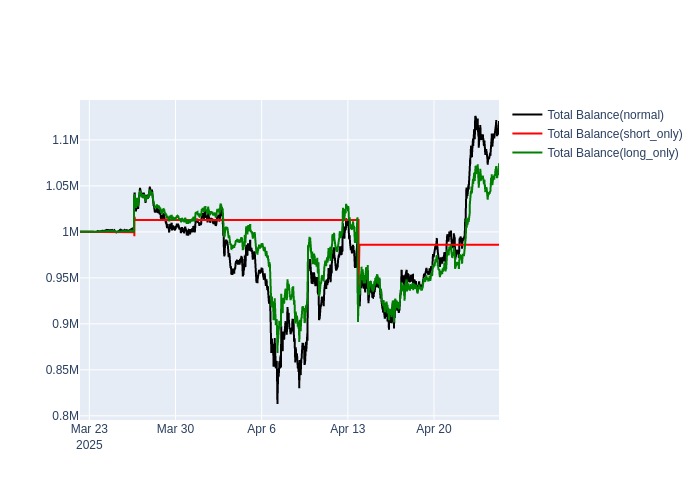 Total Balance(normal)
Total Balance(short_only)
Total Balance(long_only)
1.1M
1.05M
1M
0.95M
0.9M
0.85M
0.8M
Mar 23 Mar 30 Apr 6 Apr 13 Apr 20
2025